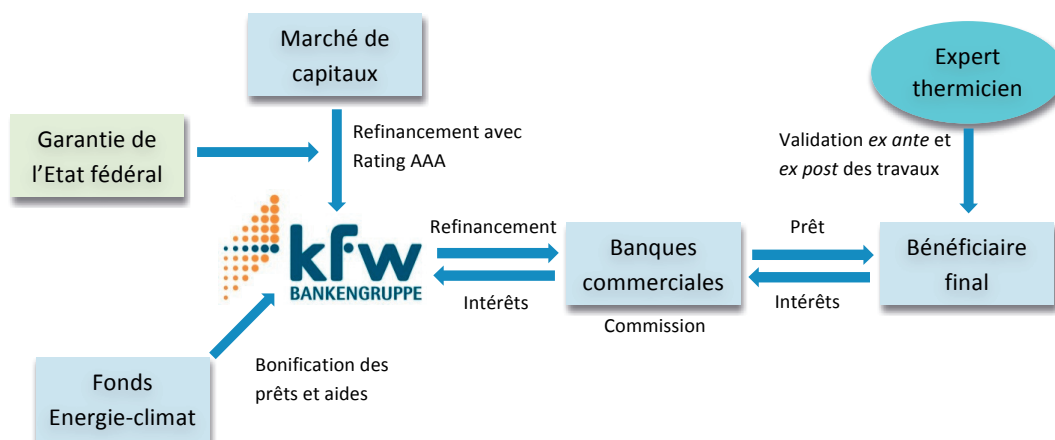 Marché de
capitaux
Expert
thermicien
Garantie de
l'Etat fédéral
Refinancement avec
Rating AAA
Validation ex ante et
ex post des travaux
kfw
BANKENGRUPPE
Refinancement
Intérêts
Banques
commerciales
Commission
Prêt
Intérêts
Bénéficiaire
final
Bonification des
prêts et aides
Fonds
Energie-climat